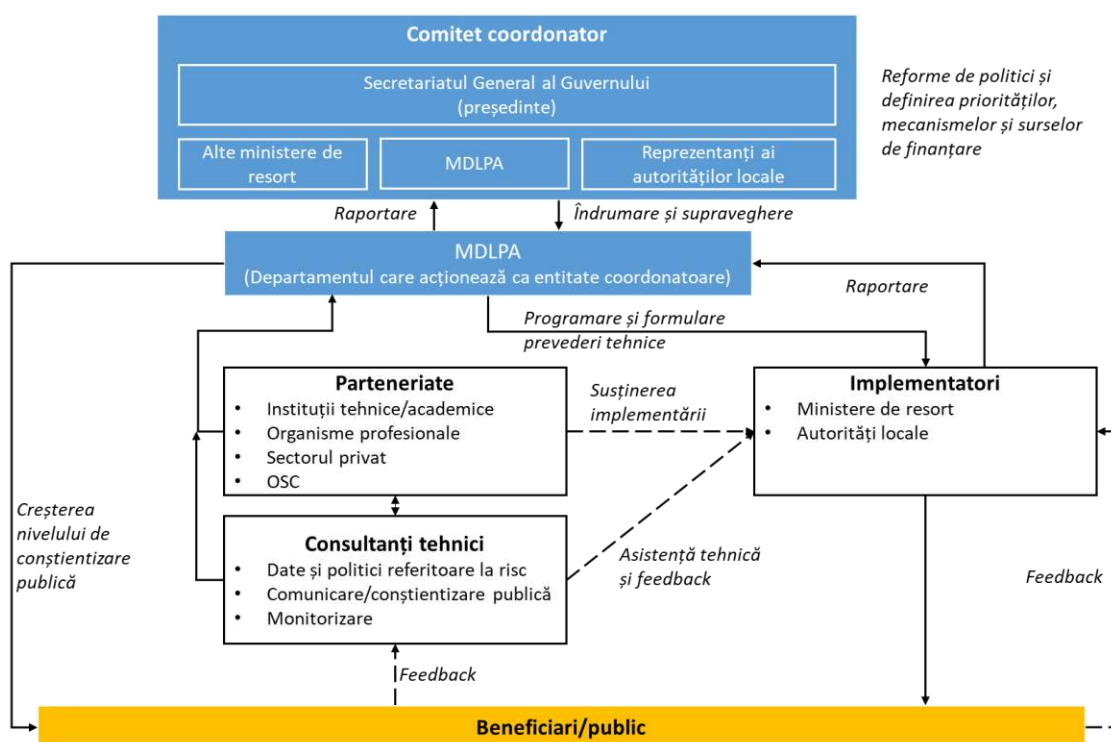 Comitet coordonator
Secretariatul General al Guvernului
(președinte)
Alte ministere de
resort
MDLPA
Reprezentanți ai
autorităților locale
Reforme de politici și
definirea priorităților,
mecanismelor și surselor
de finanțare
Raportare
Îndrumare și supraveghere
MDLPA
(Departamentul care acționează ca entitate coordonatoare)
Raportare
Programare și formulare
prevederi tehnice
Parteneriate
• Instituții tehnice/academice
• Organisme profesionale
• Sectorul privat
• OSC
Susținerea
implementării
Implementatori
• Ministere de resort
• Autorități locale
Creșterea
nivelului de
conștientizare
publică
Consultanți tehnici
• Date și politici referitoare la risc
• Comunicare/conștientizare publică
• Monitorizare
Asistență tehnică
și feedback
Feedback
Feedback
Beneficiari/public